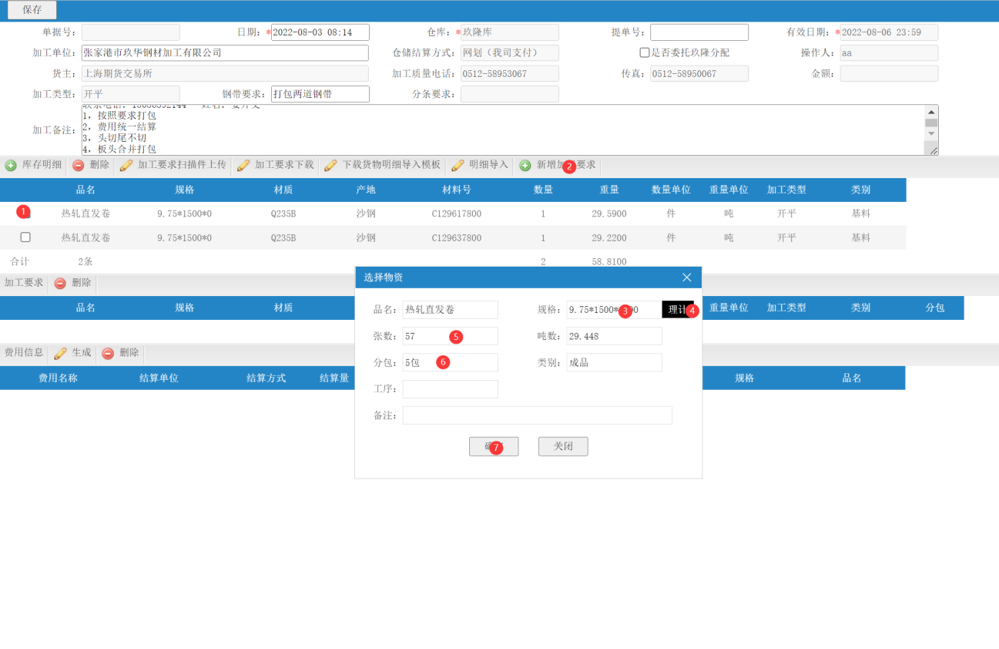 保存
单据号： 日期：*2022-08-03 08:14 仓库：*玖隆库 提单号： 有效日期：*2022-08-06 23:59
加工单位：张家港市玖华钢材加工有限公司 仓储结算方式：网划（我司支付） 是否委托玖隆分配 操作人：aa
货主：上海期货交易所 加工质量电话：0512-58953067 传真：0512-58950067 金额：
加工类型：开平 钢带要求：打包两道钢带 分条要求：
加工备注：
1，按照要求打包
2，费用统一结算
3，头切尾不切
4，板头合并打包
库存明细 删除 加工要求扫描件上传 加工要求下载 下载货物明细导入模板 明细导入 新增加 2 要求
品名 规格 材质 产地 材料号 数量 重量 数量单位 重量单位 加工类型 类别
1 热轧直发卷 9.75*1500*0 Q235B 沙钢 C129617800 1 29.5900 件 吨 开平 基料
热轧直发卷 9.75*1500*0 Q235B 沙钢 C129637800 1 29.2200 件 吨 开平 基料
合计 2条 2 58.8100
加工要求 删除
品名 规格 材质 重量单位 加工类型 类别 分包
费用信息 生成 删除
费用名称 结算单位 结算方式 结算量 规格 品名
选择物资
品名：热轧直发卷 规格：9.75*1500* 3 00 理计 4
张数：57 5 吨数：29.448
分包：5包 6 类别：成品
工序：
备注：
7 关闭